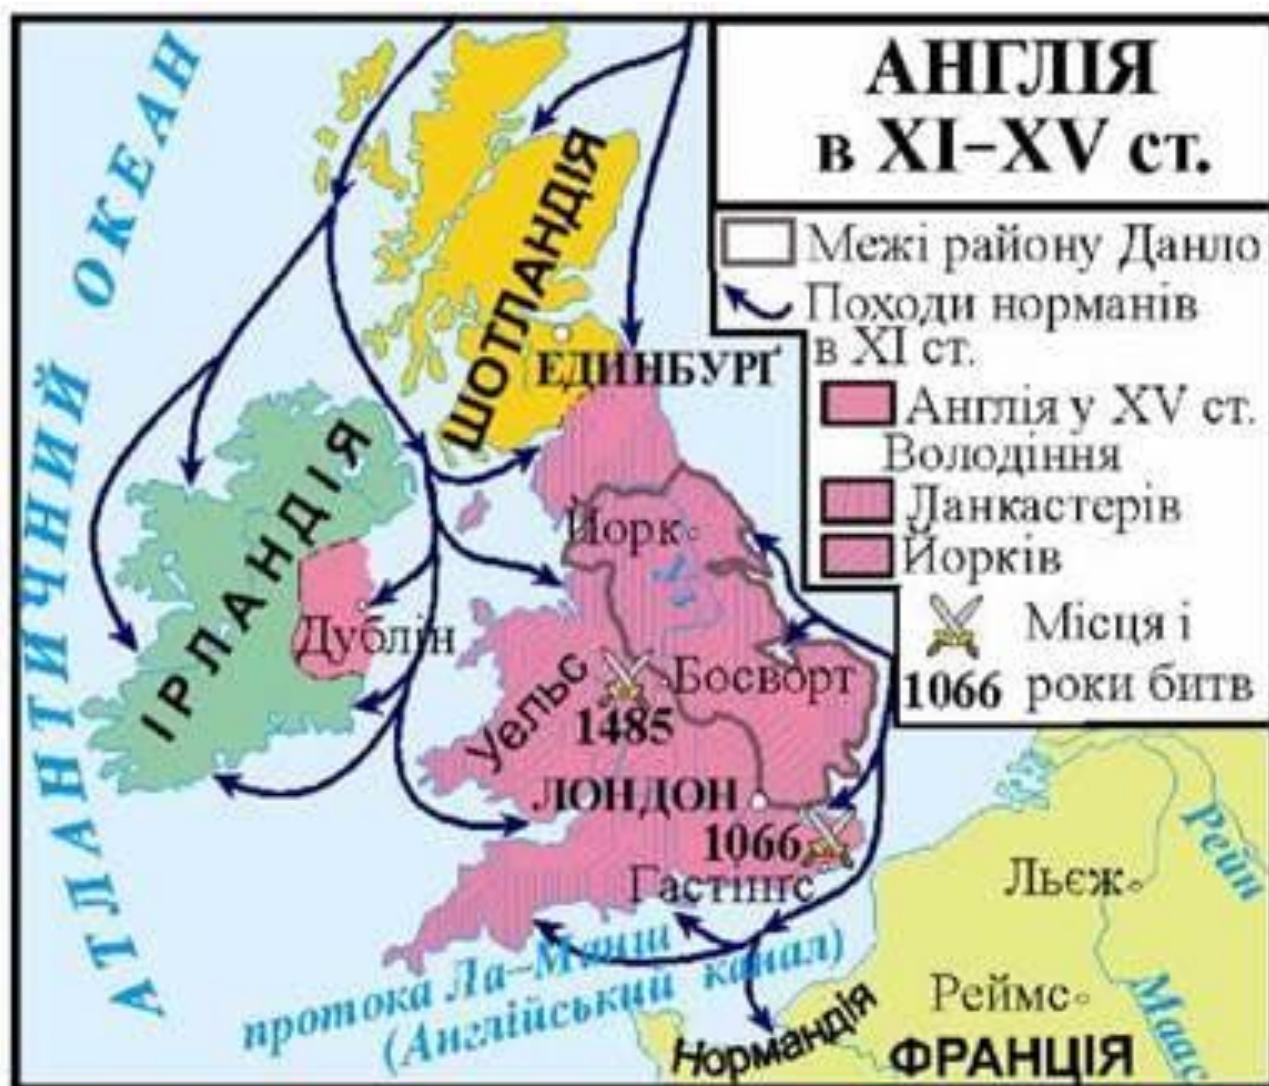 АНГЛІЯ
в XI–XV ст.
Межі району Данло
Походи норманів
в XI ст.
Англія у XV ст.
Володіння
Ланкастерів
Йорків
Місця і
1066 роки битв
АТЛАНТИЧНИЙ ОКЕАН
ШОТЛАНДІЯ
ЕДИНБУРҐ
ІРЛАНДІЯ
Йорк
Дублін
Уельс
Босворт
1485
ЛОНДОН
1066
Гастінгс
протока Ла–Манш
(Англійський канал)
Нормандія
ФРАНЦІЯ
Реймс
Льєж
Рейн
Маас